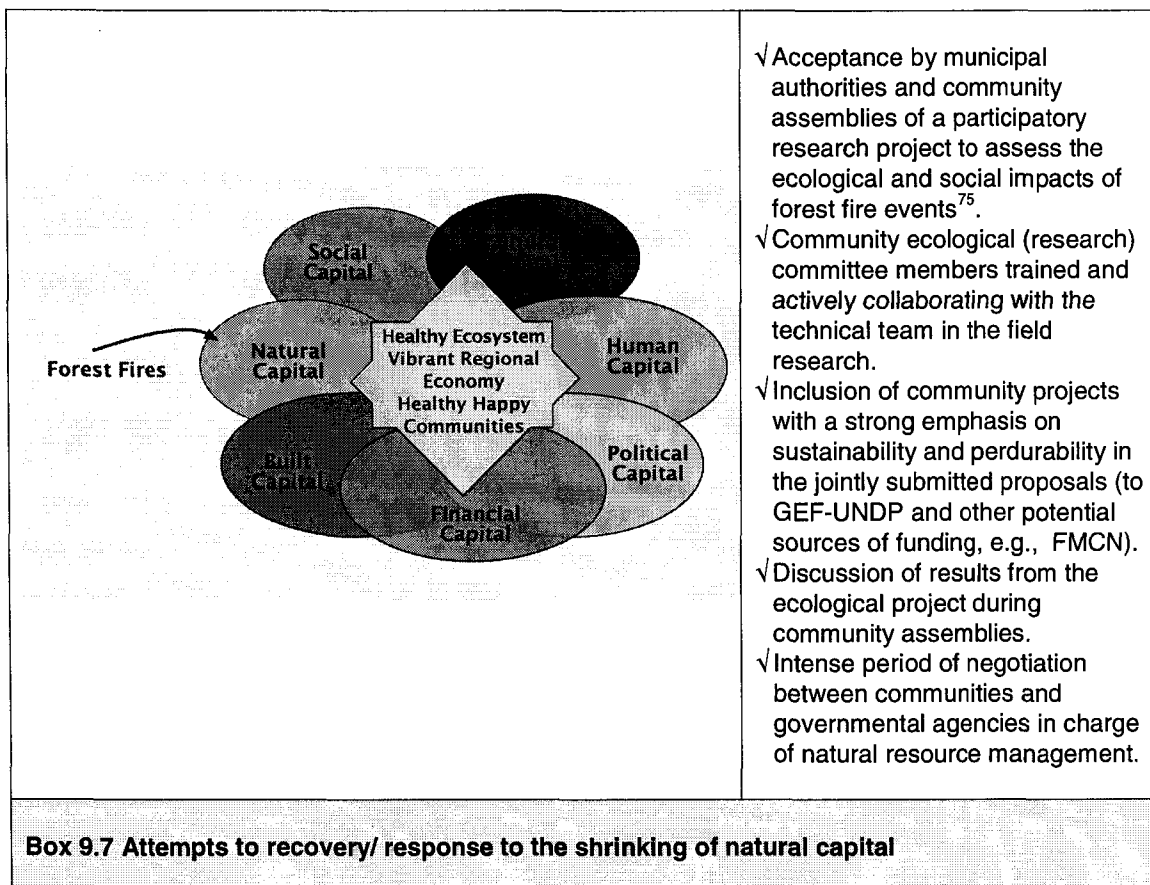 Social
Capital
Forest Fires
Natural
Capital
Healthy Ecosystem
Vibrant Regional
Economy
Healthy Happy
Communities
Human
Capital
Built
Capital
Political
Capital
Financial
Capital
√Acceptance by municipal
authorities and community
assemblies of a participatory
research project to assess the
ecological and social impacts of
forest fire events75.
√Community ecological (research)
committee members trained and
actively collaborating with the
technical team in the field
research.
√Inclusion of community projects
with a strong emphasis on
sustainability and perdurability in
the jointly submitted proposals (to
GEF-UNDP and other potential
sources of funding, e.g., FMCN).
√Discussion of results from the
ecological project during
community assemblies.
√Intense period of negotiation
between communities and
governmental agencies in charge
of natural resource management.
Box 9.7 Attempts to recovery/ response to the shrinking of natural capital